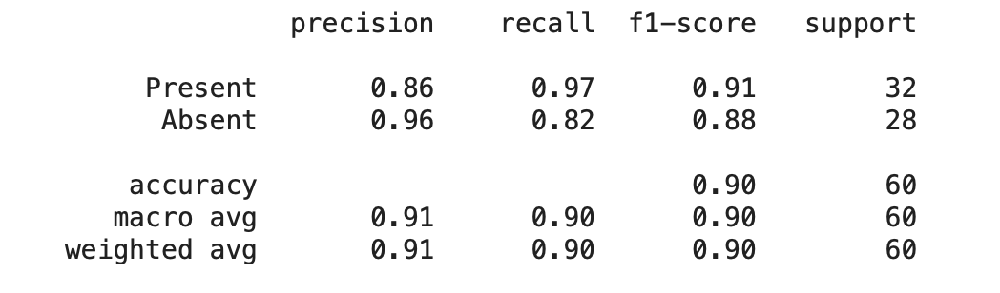 precision recall f1-score support
Present 0.86 0.97 0.91 32
Absent 0.96 0.82 0.88 28
accuracy 0.90 60
macro avg 0.91 0.90 0.90 60
weighted avg 0.91 0.90 0.90 60